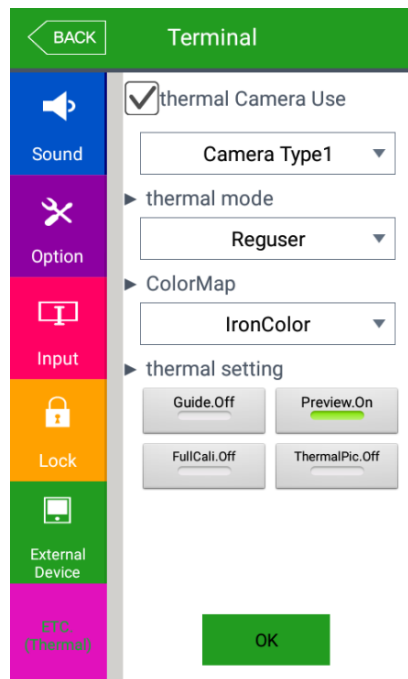 BACK
Terminal
Sound
Option
Input
Lock
External
Device
ETC.
(Thermal)
thermal Camera Use
Camera Type1
thermal mode
Reguser
ColorMap
IronColor
thermal setting
Guide.Off
Preview.On
FullCali.Off
ThermalPic.Off
OK